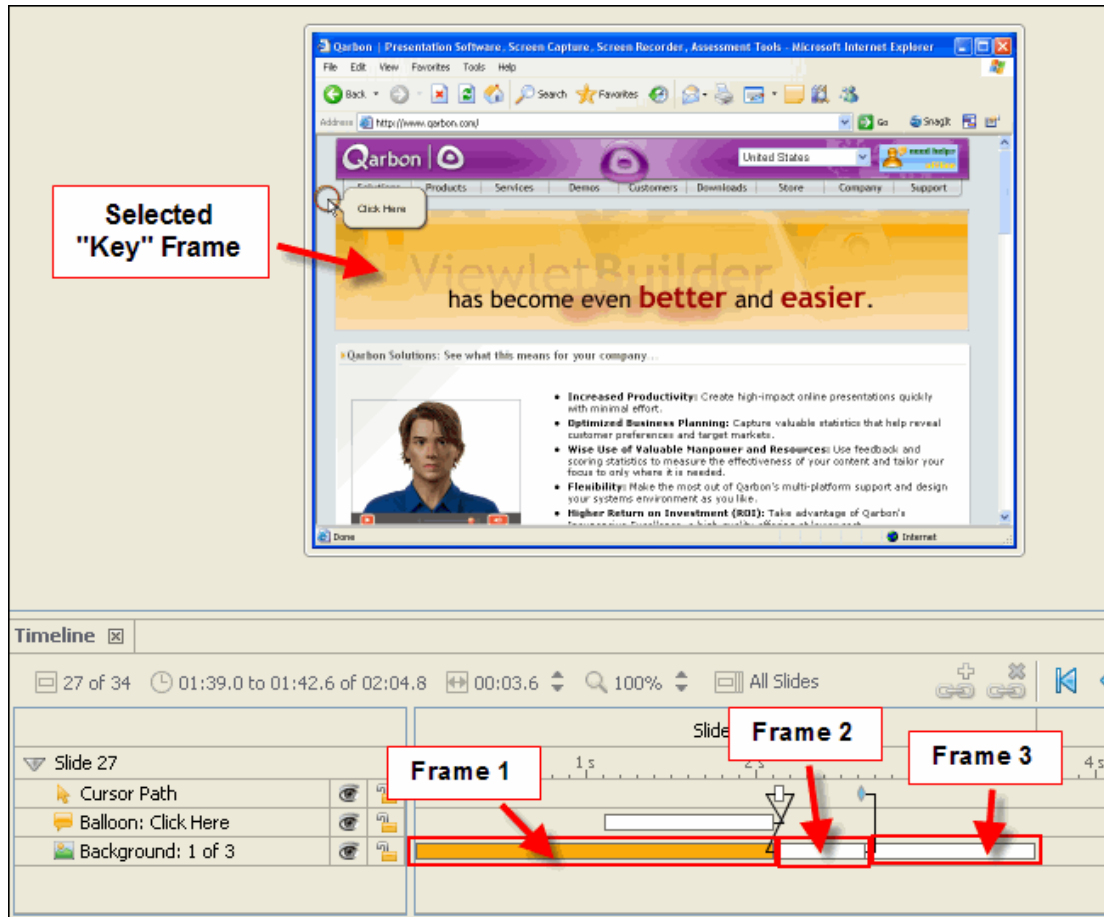 Qarbon | Presentation Software, Screen Capture, Screen Recorder, Assessment Tools - Microsoft Internet Explorer
File Edit View Favorites Tools Help
Back Search Favorites
Address http://www.qarbon.com/ Go SnagIt
Qarbon
United States
need help?
Solutions Products Services Demos Customers Downloads Store Company Support
Click Here
Selected
"Key" Frame
ViewletBuilder
has become even better and easier.
Qarbon Solutions: See what this means for your company...
• Increased Productivity: Create high-impact online presentations quickly
with minimal effort.
• Optimized Business Planning: Capture valuable statistics that help reveal
customer preferences and target markets.
• Wise Use of Valuable Manpower and Resources: Use feedback and
scoring statistics to measure the effectiveness of your content and tailor your
focus to only where it is needed.
• Flexibility: Make the most out of Qarbon's multi-platform support and design
your systems environment as you like.
• Higher Return on Investment (ROI): Take advantage of Qarbon's
Done Internet
Timeline
27 of 34 01:39.0 to 01:42.6 of 02:04.8 00:03.6 100% All Slides
Slide
Frame 1
Frame 2
Frame 3
Slide 27 1s 2s 4s
Cursor Path
Balloon: Click Here
Background: 1 of 3